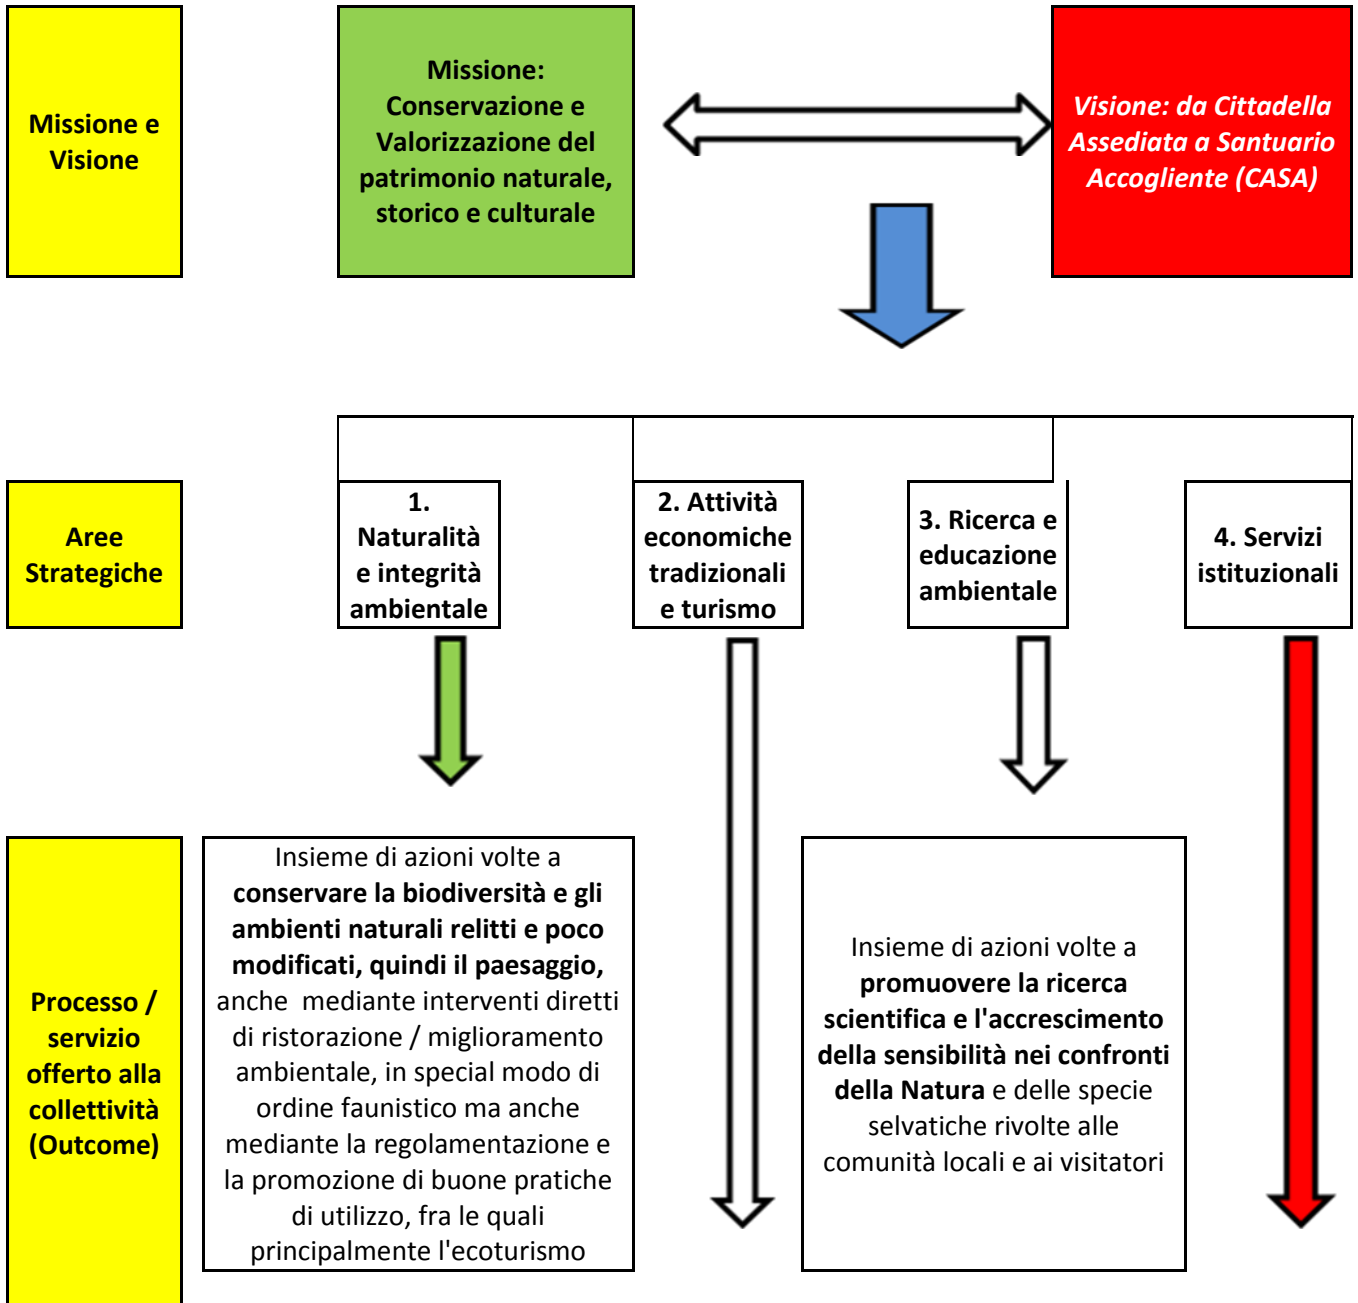 Missione e
Visione
Missione:
Conservazione e
Valorizzazione del
patrimonio naturale,
storico e culturale
Visione: da Cittadella
Assediata a Santuario
Accogliente (CASA)
Aree
Strategiche
1.
Naturalità
e integrità
ambientale
2. Attività
economiche
tradizionali
e turismo
3. Ricerca e
educazione
ambientale
4. Servizi
istituzionali
Processo /
servizio
offerto alla
collettività
(Outcome)
Insieme di azioni volte a
conservare la biodiversità e gli
ambienti naturali relitti e poco
modificati, quindi il paesaggio,
anche  mediante interventi diretti
di ristorazione / miglioramento
ambientale, in special modo di
ordine faunistico ma anche
mediante la regolamentazione e
la promozione di buone pratiche
di utilizzo, fra le quali
principalmente l'ecoturismo
Insieme di azioni volte a
promuovere la ricerca
scientifica e l'accrescimento
della sensibilità nei confronti
della Natura e delle specie
selvatiche rivolte alle
comunità locali e ai visitatori